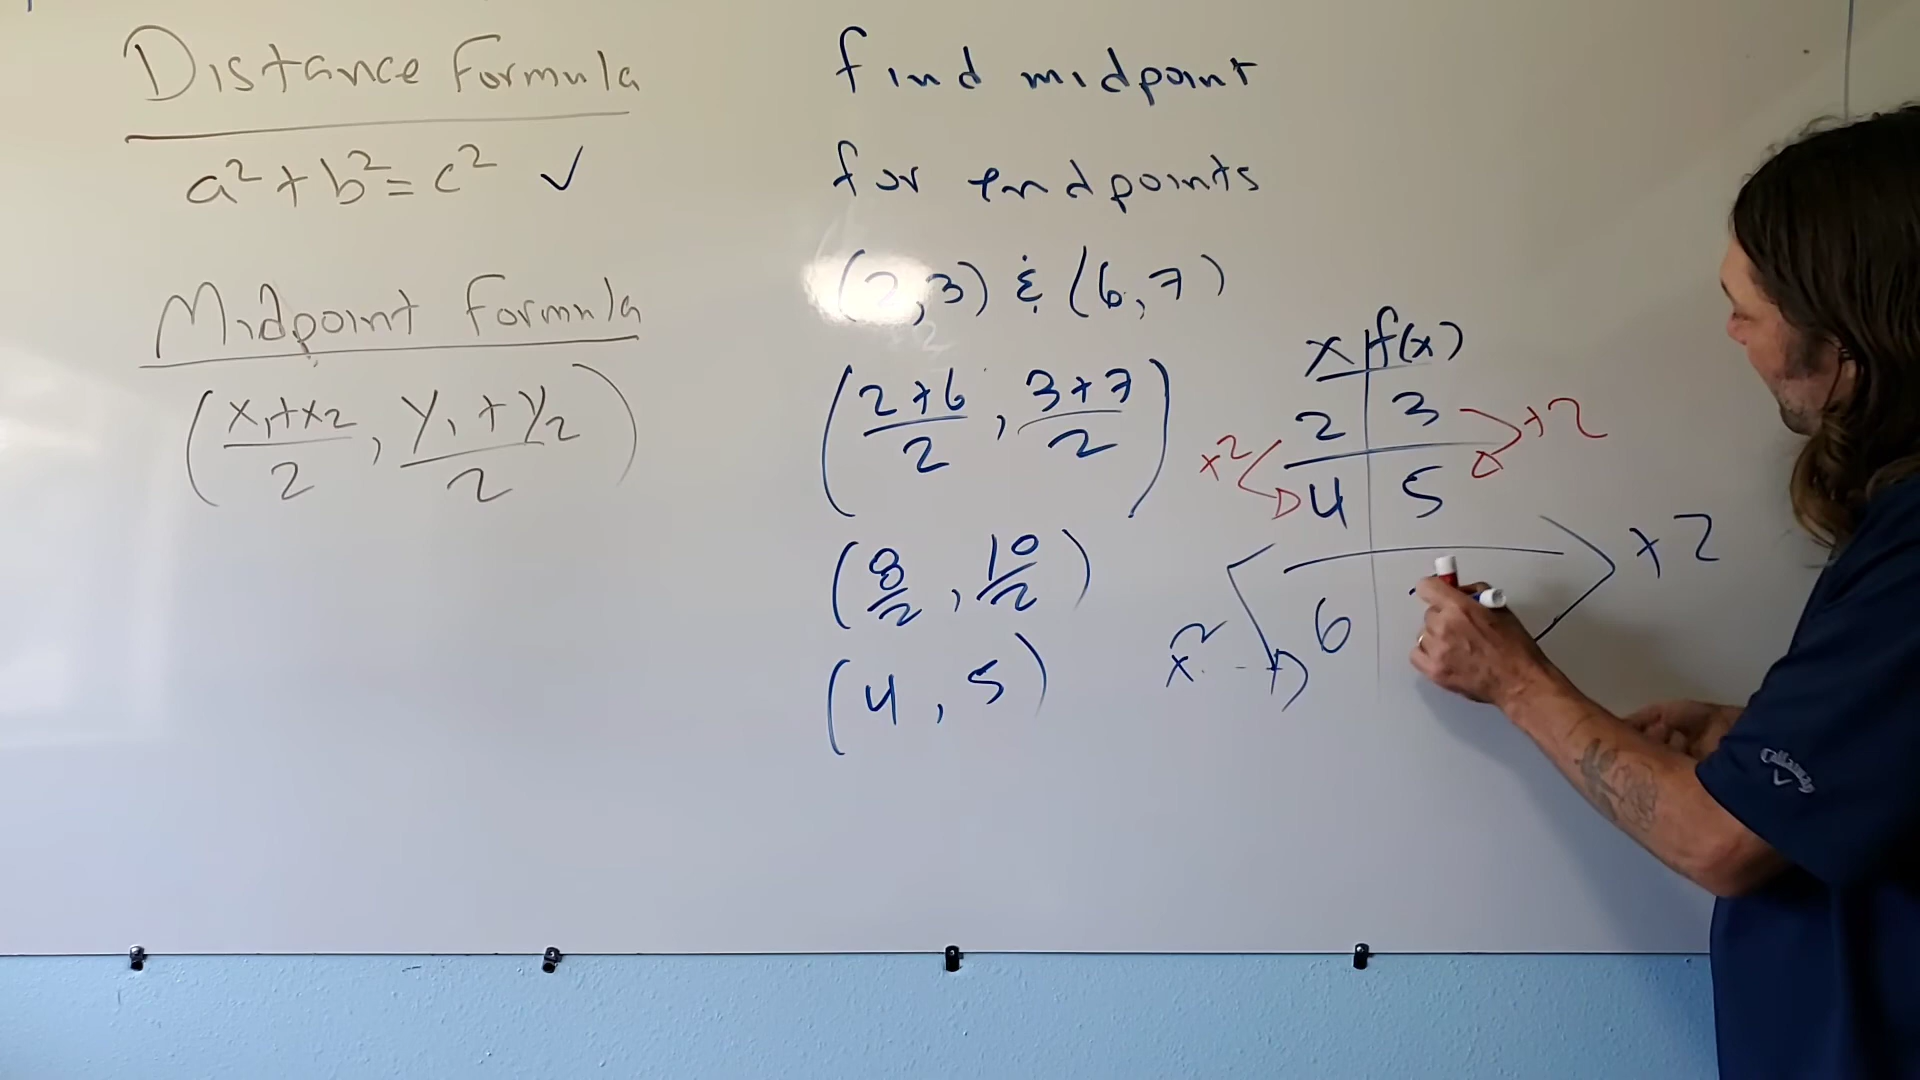 Distance formula
a² + b² = c² ✓
Midpoint formula
(x₁+x₂/2, y₁+y₂/2)
find midpoint
for endpoints
(2,3) & (6,7)
(2+6/2, 3+7/2)
(8/2, 10/2)
(4, 5)
x | f(x)
2 | 3
+2 +2
4 | 5
+2 +2
6
Callaway